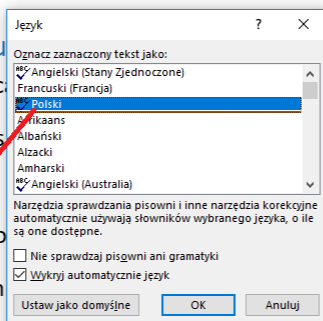 Język
?
Oznacz zaznaczony tekst jako:
Angielski (Stany Zjednoczone)
Francuski (Francja)
Polski
Afrikaans
Albański
Alzacki
Amharski
Angielski (Australia)
Narzędzia sprawdzania pisowni i inne narzędzia korekcyjne
automatycznie używają słowników wybranego języka, o ile
są one dostępne.
Nie sprawdzaj pisowni ani gramatyki
Wykryj automatycznie język
Ustaw jako domyślne OK Anuluj